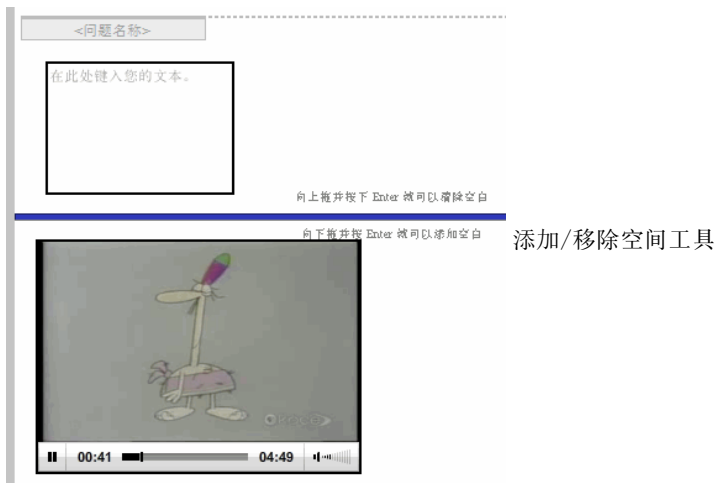 <问题名称>
在此处键入您的文本。
向上拖并按下 Enter 就可以清除空白
向下拖并按 Enter 就可以添加空白
添加/移除空间工具
00:41 04:49